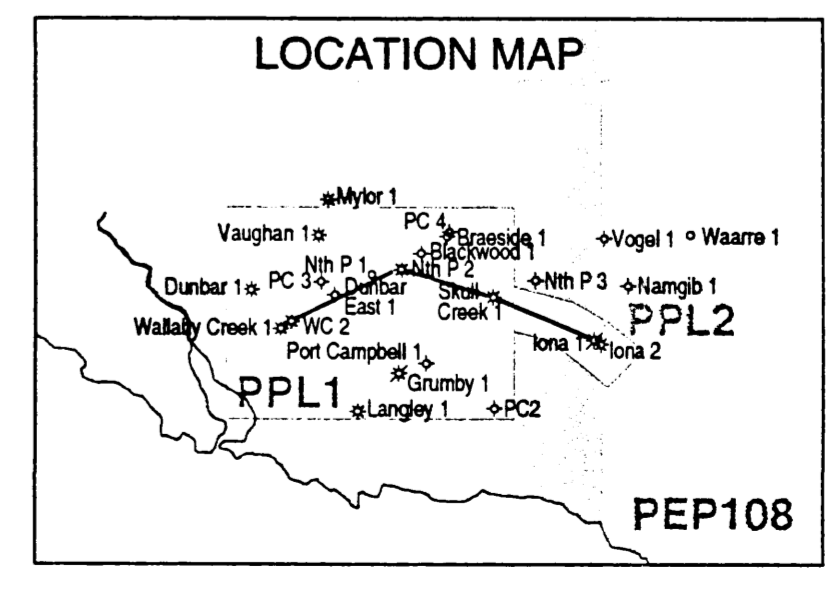 LOCATION MAP
Mylor 1
Vaughan 1
PC 4
Braeside 1
Blackwood 1
Vogel 1
Waarre 1
Nth P 1
Nth P 2
Dunbar 1
PC 3
Dunbar
East 1
Skull
Creek 1
Nth P 3
Namgib 1
Wallaby Creek 1
WC 2
PPL2
Iona 1
Iona 2
Port Campbell 1
Grumby 1
PPL1
Langley 1
PC2
PEP108